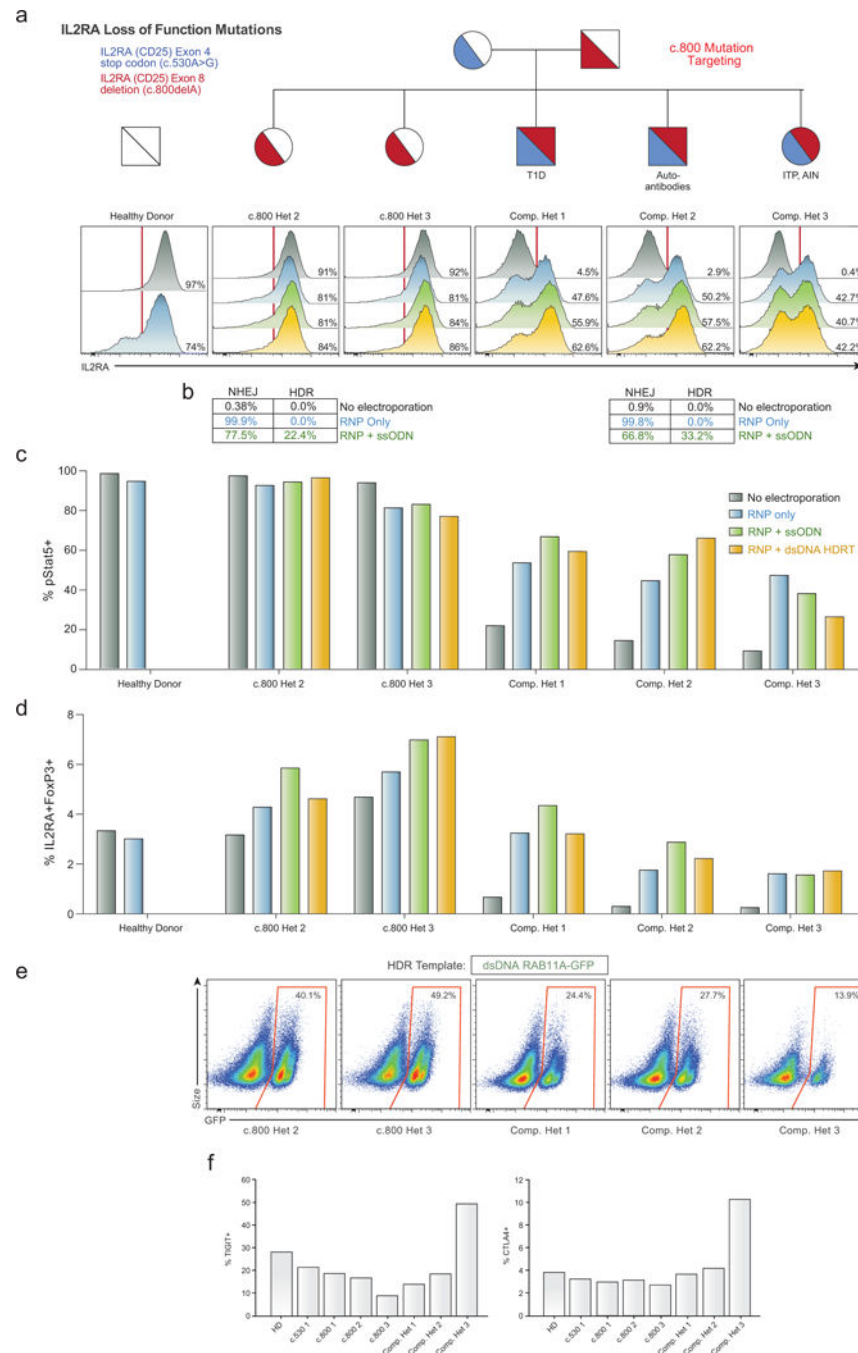 a
IL2RA Loss of Function Mutations
IL2RA (CD25) Exon 4
stop codon (c.530A>G)
IL2RA (CD25) Exon 8
deletion (c.800delA)
c.800 Mutation
Targeting
T1D
Auto-
antibodies
ITP, AIN
Healthy Donor
c.800 Het 2
c.800 Het 3
Comp. Het 1
Comp. Het 2
Comp. Het 3
97%
74%
91%
81%
81%
84%
92%
81%
84%
86%
4.5%
47.6%
55.9%
62.6%
2.9%
50.2%
57.5%
62.2%
0.4%
42.7%
40.7%
42.2%
IL2RA
b
NHEJ HDR
0.38% 0.0% No electroporation
99.9% 0.0% RNP Only
77.5% 22.4% RNP + ssODN
NHEJ HDR
0.9% 0.0% No electroporation
99.8% 0.0% RNP Only
66.8% 33.2% RNP + ssODN
c
% pStat5+
100
80
60
40
20
0
No electroporation
RNP only
RNP + ssODN
RNP + dsDNA HDRT
Healthy Donor
c.800 Het 2
c.800 Het 3
Comp. Het 1
Comp. Het 2
Comp. Het 3
d
% IL2RA+FoxP3+
8
6
4
2
0
Healthy Donor
c.800 Het 2
c.800 Het 3
Comp. Het 1
Comp. Het 2
Comp. Het 3
e
HDR Template: dsDNA RAB11A-GFP
40.1%
49.2%
24.4%
27.7%
13.9%
Size
GFP
c.800 Het 2
c.800 Het 3
Comp. Het 1
Comp. Het 2
Comp. Het 3
f
% TIGIT+
60
50
40
30
20
10
0
HD
c.530 1
c.800 1
c.800 2
c.800 3
Comp. Het 1
Comp. Het 2
Comp. Het 3
% CTLA4+
12
10
8
6
4
2
0
HD
c.530 1
c.800 1
c.800 2
c.800 3
Comp. Het 1
Comp. Het 2
Comp. Het 3